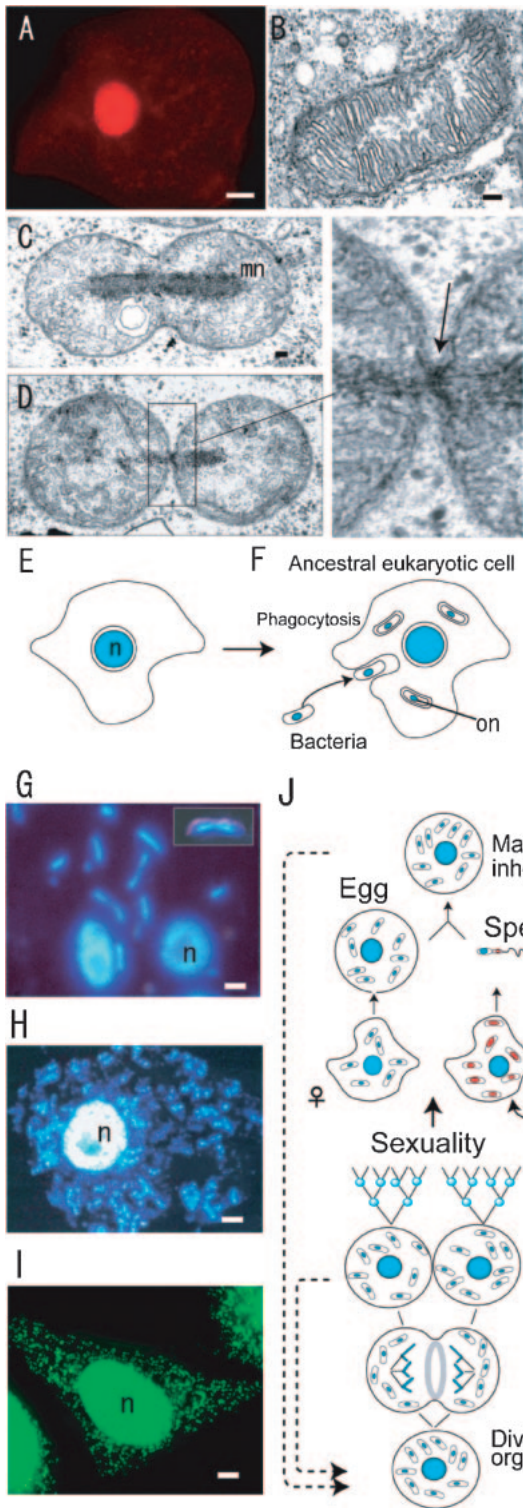 A
B
C
mn
D
E
F
Ancestral eukaryotic cell
n
Phagocytosis
Bacteria
on
G
n
J
Egg
♀
H
n
Sexuality
I
n